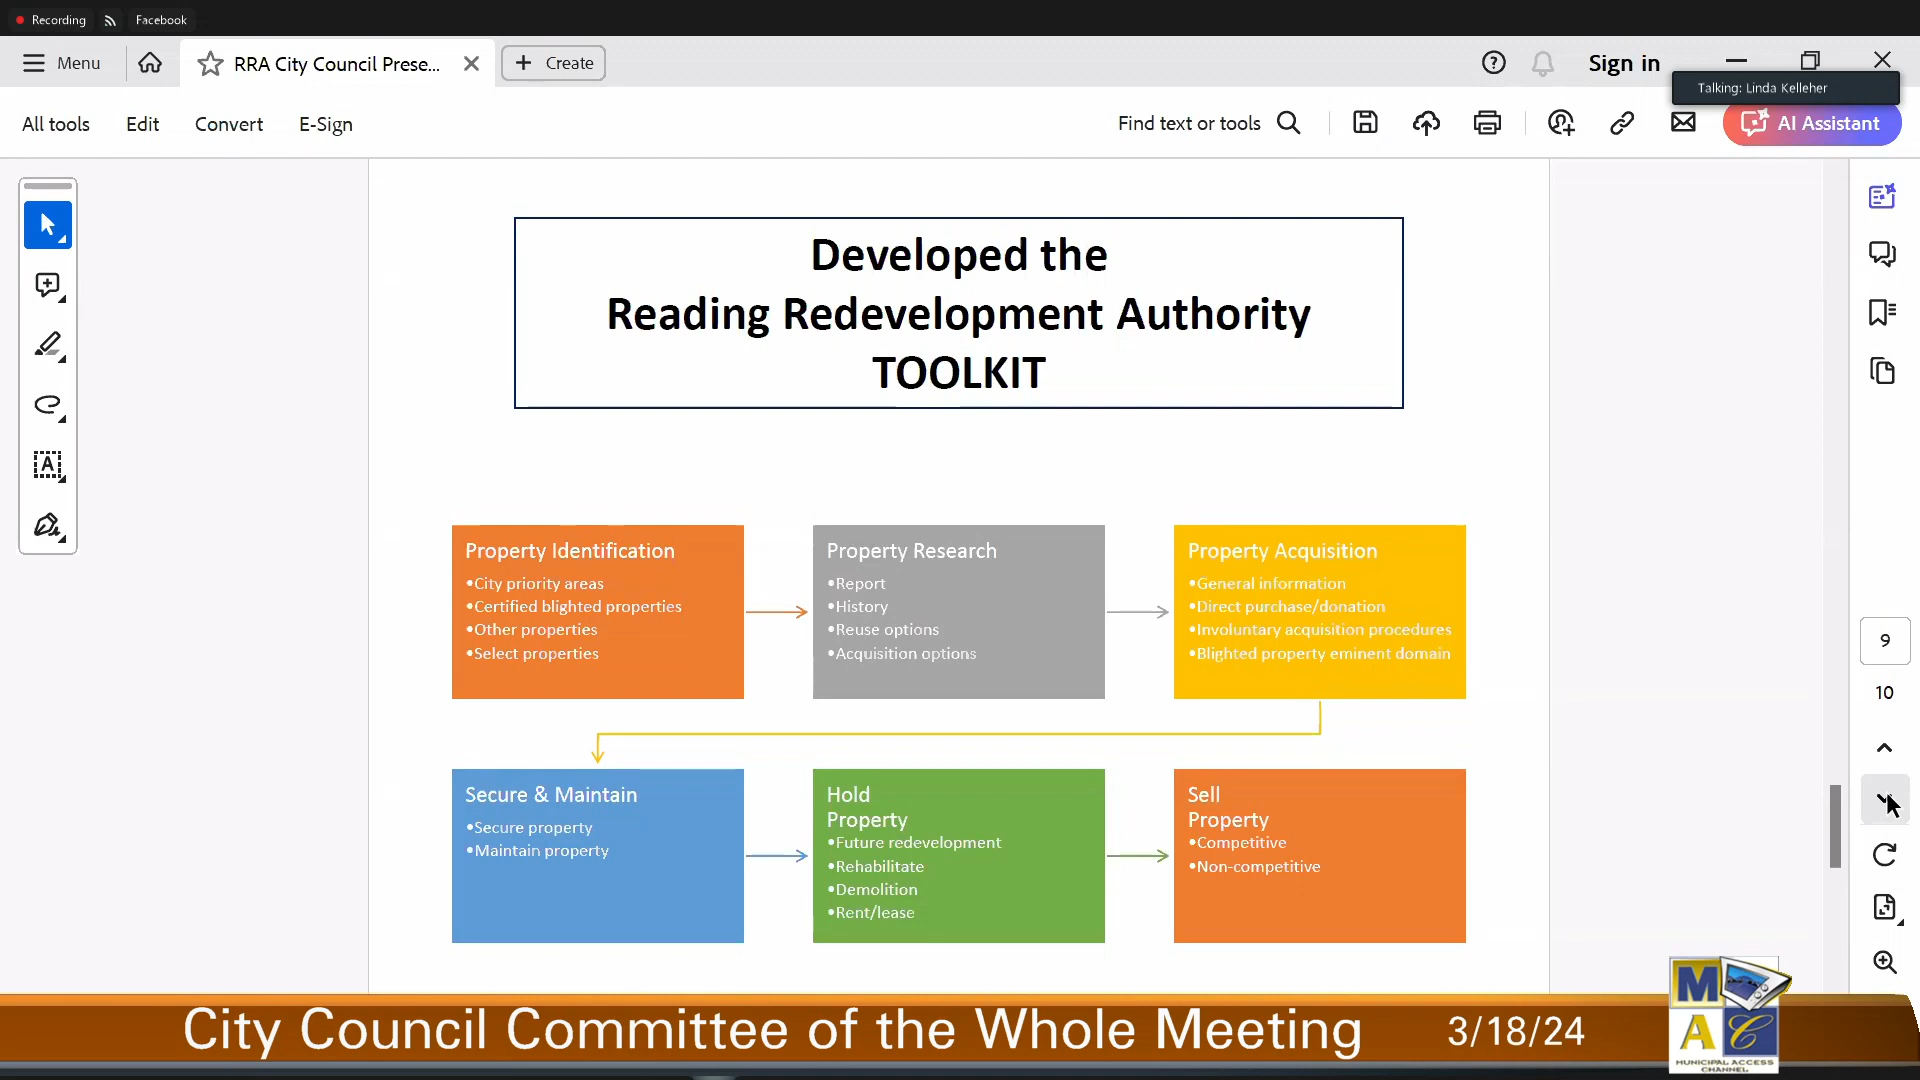 Recording
Facebook
Menu
RRA City Council Prese...
Create
Sign in
Talking: Linda Kelleher
All tools
Edit
Convert
E-Sign
Find text or tools
AI Assistant
Developed the
Reading Redevelopment Authority
TOOLKIT
Property Identification
•City priority areas
•Certified blighted properties
•Other properties
•Select properties
Property Research
•Report
•History
•Reuse options
•Acquisition options
Property Acquisition
•General information
•Direct purchase/donation
•Involuntary acquisition procedures
•Blighted property eminent domain
Secure & Maintain
•Secure property
•Maintain property
Hold
Property
•Future redevelopment
•Rehabilitate
•Demolition
•Rent/lease
Sell
Property
•Competitive
•Non-competitive
9
10
City Council Committee of the Whole Meeting
3/18/24
M
A C
MUNICIPAL ACCESS
CHANNEL